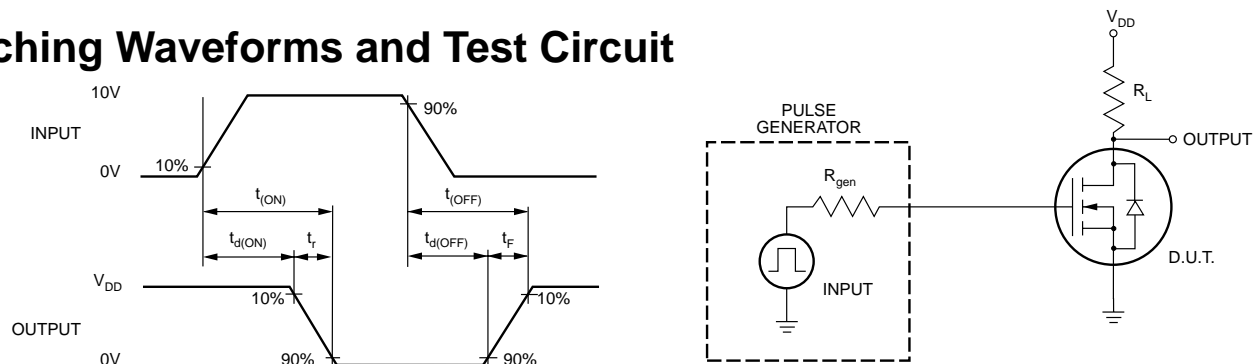 ching Waveforms and Test Circuit
10V
INPUT
0V
10%
90%
t(ON)
t(OFF)
td(ON)
tr
td(OFF)
tF
VDD
10%
10%
OUTPUT
0V
90%
90%
PULSE
GENERATOR
Rgen
INPUT
VDD
RL
OUTPUT
D.U.T.